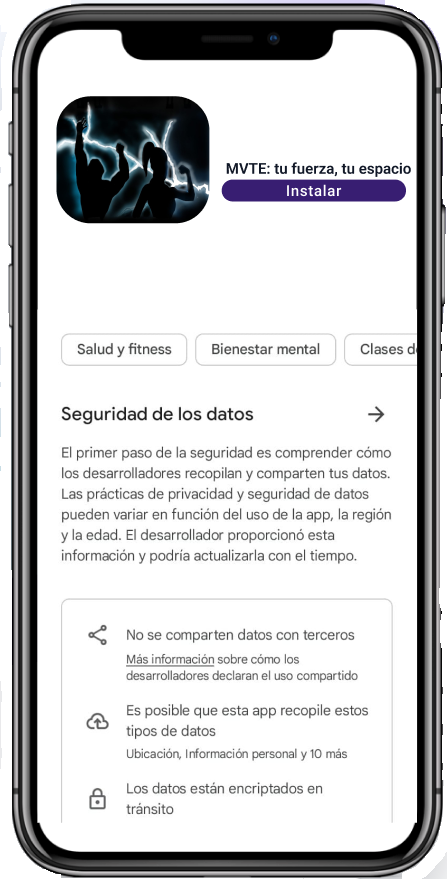 MVTE: tu fuerza, tu espacio
Instalar
Salud y fitness
Bienestar mental
Clases d
Seguridad de los datos
El primer paso de la seguridad es comprender cómo
los desarrolladores recopilan y comparten tus datos.
Las prácticas de privacidad y seguridad de datos
pueden variar en función del uso de la app, la región
y la edad. El desarrollador proporcionó esta
información y podría actualizarla con el tiempo.
No se comparten datos con terceros
Más información sobre cómo los
desarrolladores declaran el uso compartido
Es posible que esta app recopile estos
tipos de datos
Ubicación, Información personal y 10 más
Los datos están encriptados en
tránsito